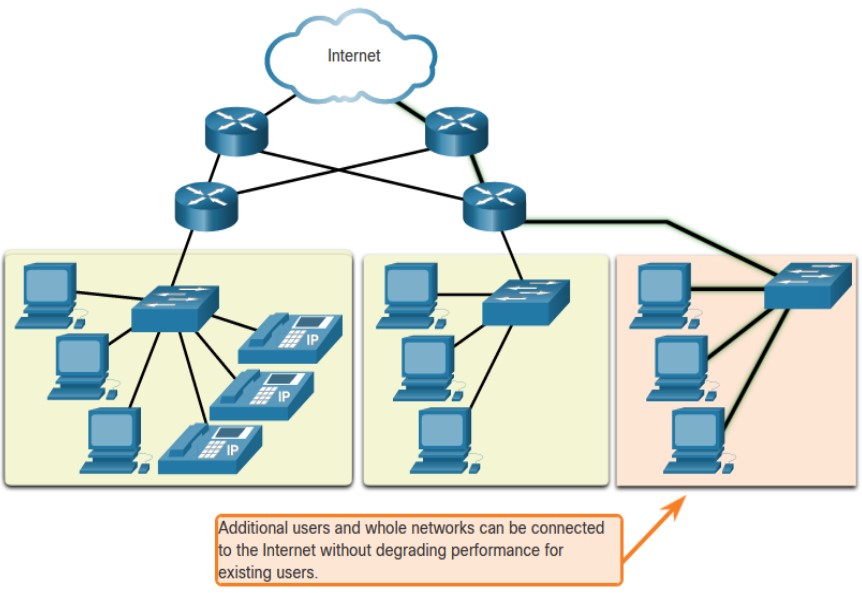 Internet
IP
IP
IP
Additional users and whole networks can be connected
to the Internet without degrading performance for
existing users.